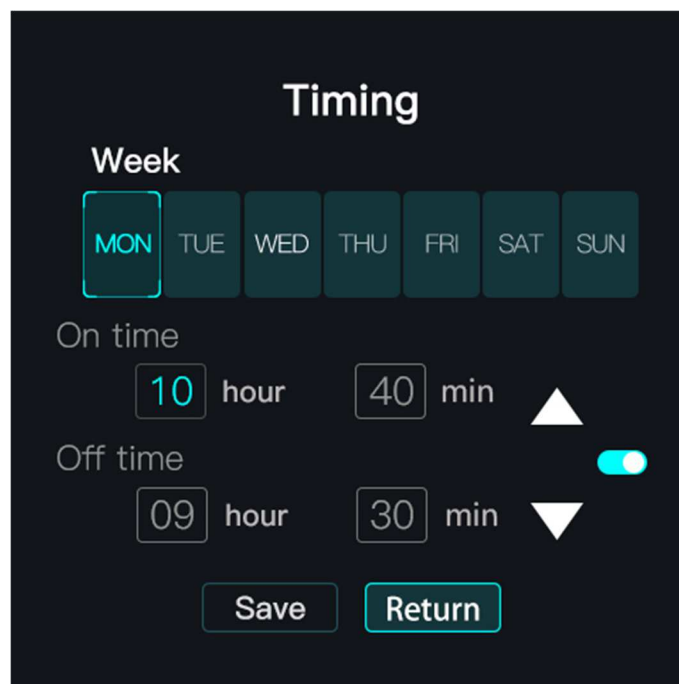 Timing
Week
MON TUE WED THU FRI SAT SUN
On time
10 hour 40 min
Off time
09 hour 30 min
Save Return